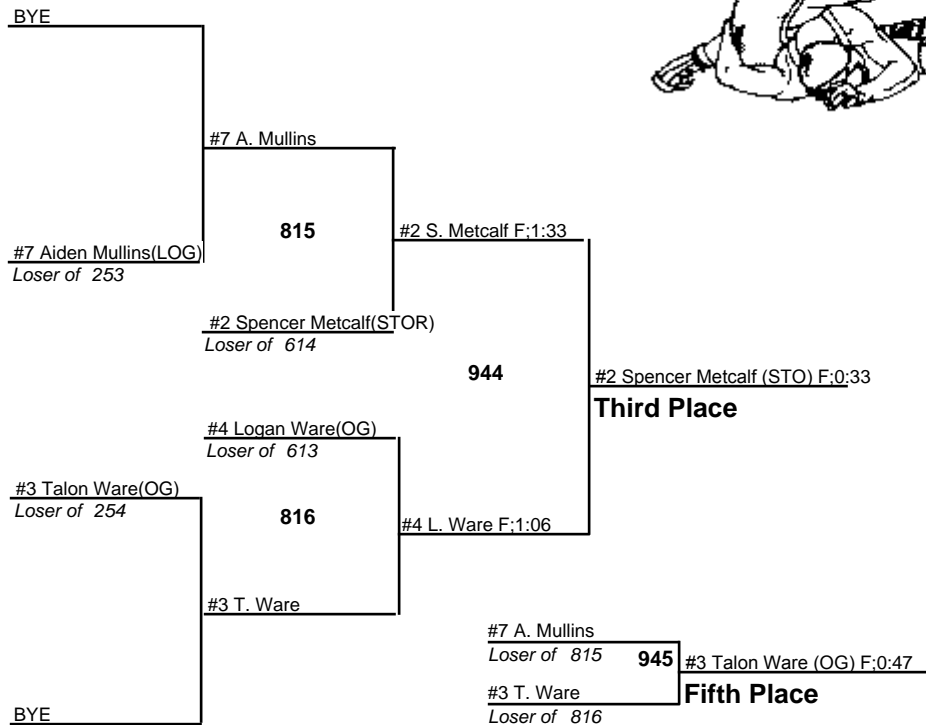 BYE
#7 A. Mullins
815
#2 S. Metcalf F;1:33
#7 Aiden Mullins(LOG)
Loser of 253
#2 Spencer Metcalf(STOR)
Loser of 614
944
#2 Spencer Metcalf (STO) F;0:33
Third Place
#4 Logan Ware(OG)
Loser of 613
#3 Talon Ware(OG)
Loser of 254
816
#4 L. Ware F;1:06
#3 T. Ware
BYE
#7 A. Mullins
Loser of 815
945
#3 Talon Ware (OG) F;0:47
Fifth Place
#3 T. Ware
Loser of 816